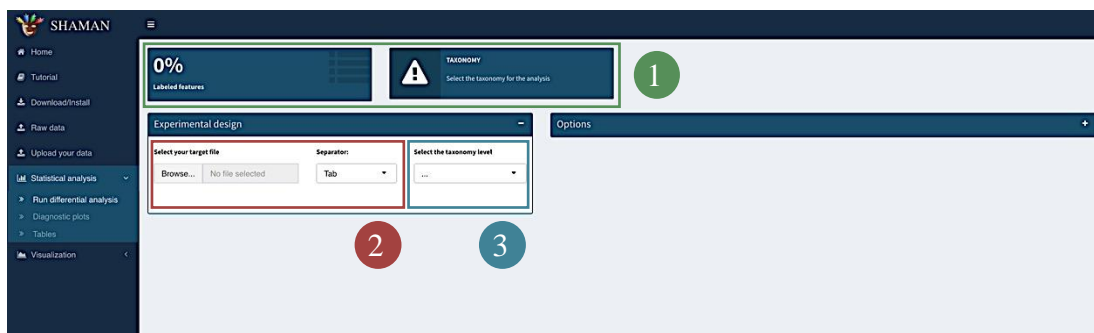 SHAMAN
Home
Tutorial
Download/Install
Raw data
Upload your data
Statistical analysis
Run differential analysis
Diagnostic plots
Tables
Visualization
0%
Labeled features
TAXONOMY
Select the taxonomy for the analysis
1
Experimental design
Options
Select your target file
Separator:
Select the taxonomy level
Browse...
No file selected
Tab
...
2
3